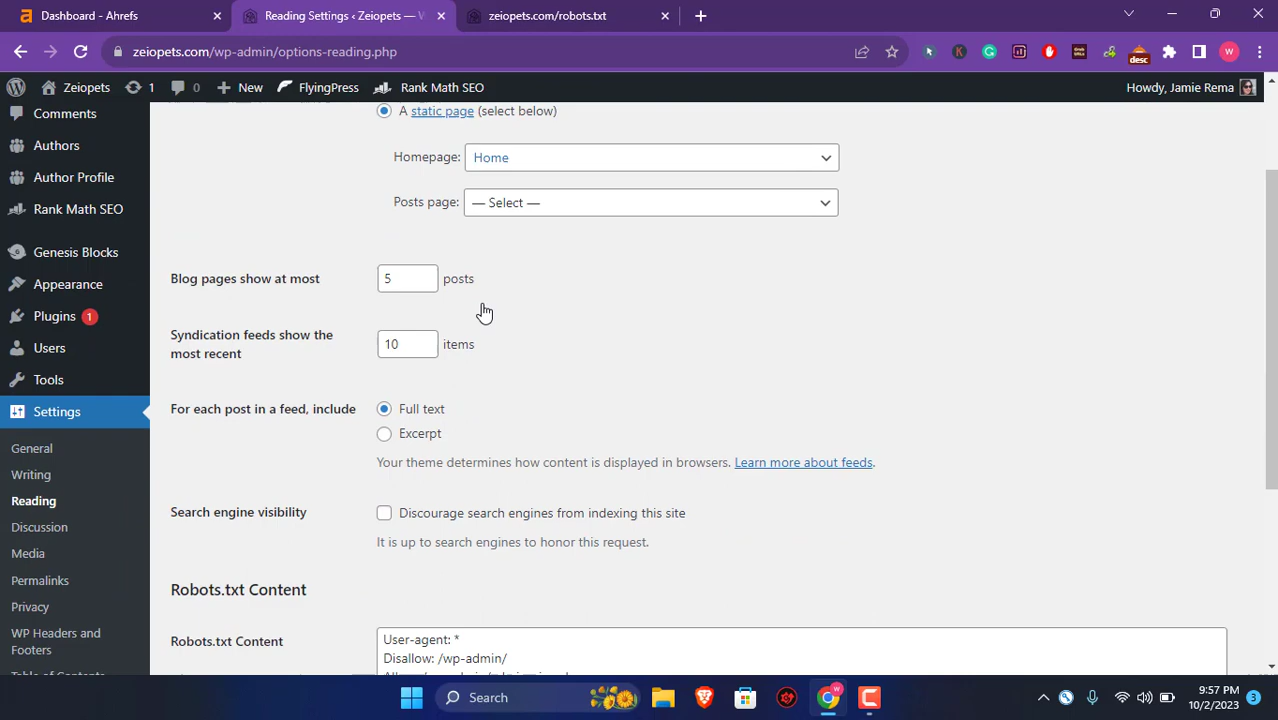 Dashboard - Ahrefs
Reading Settings ‹ Zeiopets — W
zeiopets.com/robots.txt
zeiopets.com/wp-admin/options-reading.php
K
desc
W
Zeiopets
1
0
New
FlyingPress
Rank Math SEO
Howdy, Jamie Rema
Comments
Authors
Author Profile
Rank Math SEO
Genesis Blocks
Appearance
Plugins 1
Users
Tools
Settings
General
Writing
Reading
Discussion
Media
Permalinks
Privacy
WP Headers and
Footers
A static page (select below)
Homepage: Home
Posts page: — Select —
Blog pages show at most 5 posts
Syndication feeds show the
most recent
10 items
For each post in a feed, include
Full text
Excerpt
Your theme determines how content is displayed in browsers. Learn more about feeds.
Search engine visibility
Discourage search engines from indexing this site
It is up to search engines to honor this request.
Robots.txt Content
Robots.txt Content
User-agent: *
Disallow: /wp-admin/
Search
9:57 PM
10/2/2023
3